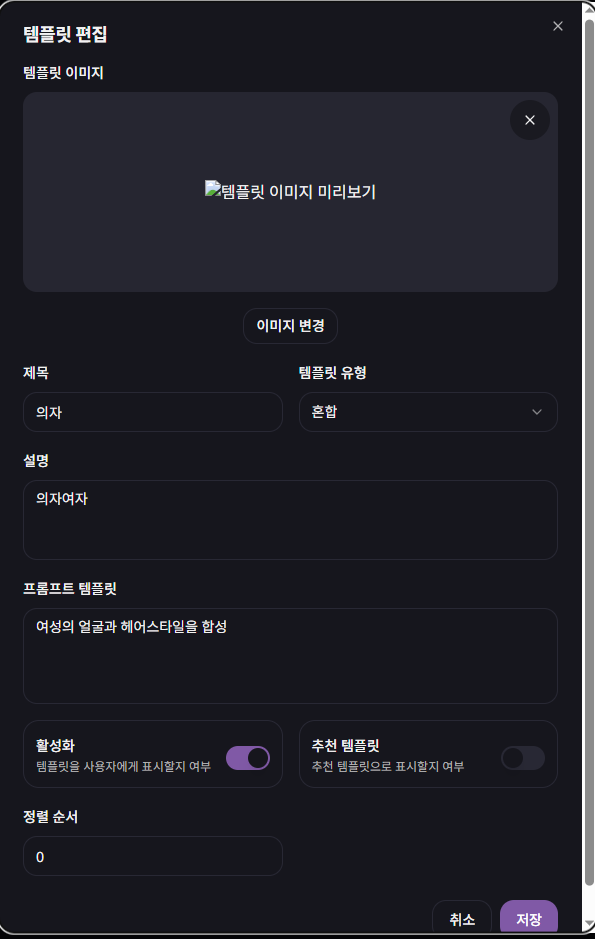 템플릿 편집
템플릿 이미지
템플릿 이미지 미리보기
이미지 변경
제목
템플릿 유형
의자
혼합
설명
의자여자
프롬프트 템플릿
여성의 얼굴과 헤어스타일을 합성
활성화
템플릿을 사용자에게 표시할지 여부
추천 템플릿
추천 템플릿으로 표시할지 여부
정렬 순서
0
취소
저장